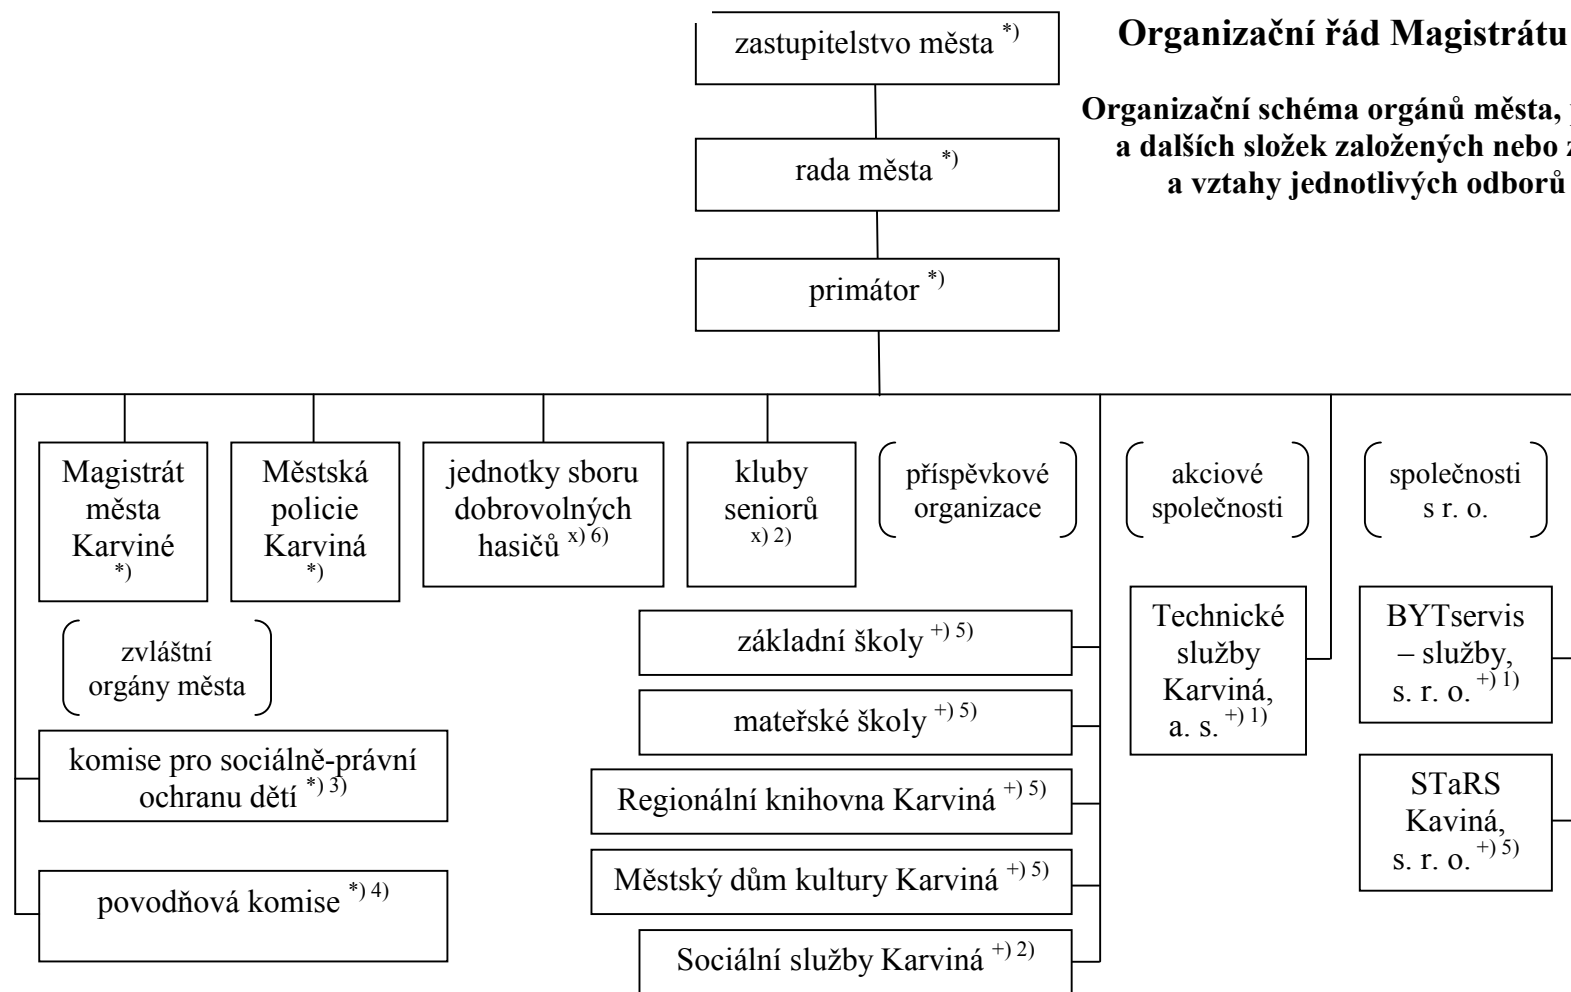 zastupitelstvo města *)
Organizační řád Magistrátu
Organizační schéma orgánů města,
a dalších složek založených nebo
a vztahy jednotlivých odborů
rada města *)
primátor *)
Magistrát
města
Karviné
*)
Městská
policie
Karviná
*)
jednotky sboru
dobrovolných
hasičů x) 6)
kluby
seniorů
x) 2)
příspěvkové
organizace
akciové
společnosti
společnosti
s r. o.
zvláštní
orgány města
komise pro sociálně-právní
ochranu dětí *) 3)
povodňová komise *) 4)
základní školy +) 5)
mateřské školy +) 5)
Regionální knihovna Karviná +) 5)
Městský dům kultury Karviná +) 5)
Sociální služby Karviná +) 2)
Technické
služby
Karviná,
a. s. +) 1)
BYTservis
– služby,
s. r. o. +) 1)
STaRS
Kaviná,
s. r. o. +) 5)